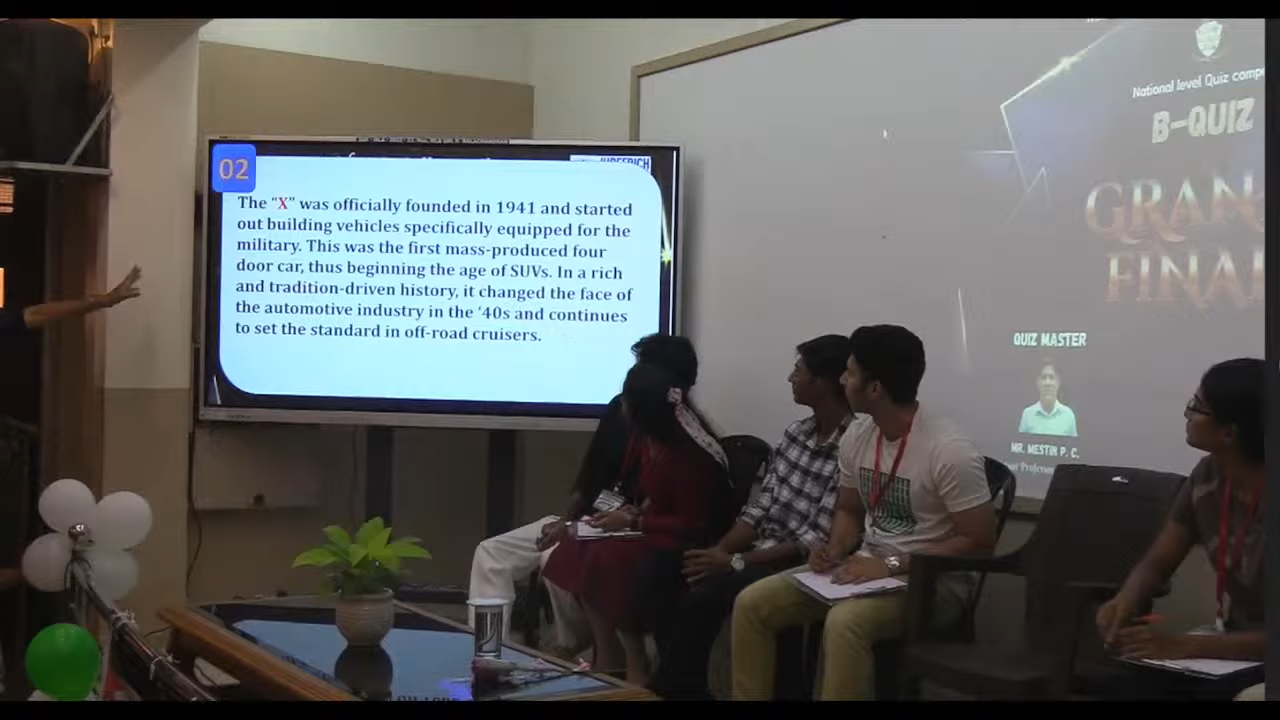 02
The "X" was officially founded in 1941 and started
out building vehicles specifically equipped for the
military. This was the first mass-produced four
door car, thus beginning the age of SUVs. In a rich
and tradition-driven history, it changed the face of
the automotive industry in the '40s and continues
to set the standard in off-road cruisers.
National level Quiz
B-QUIZ
GRAN
FINA
QUIZ MASTER
MR. MESTIN P. C.